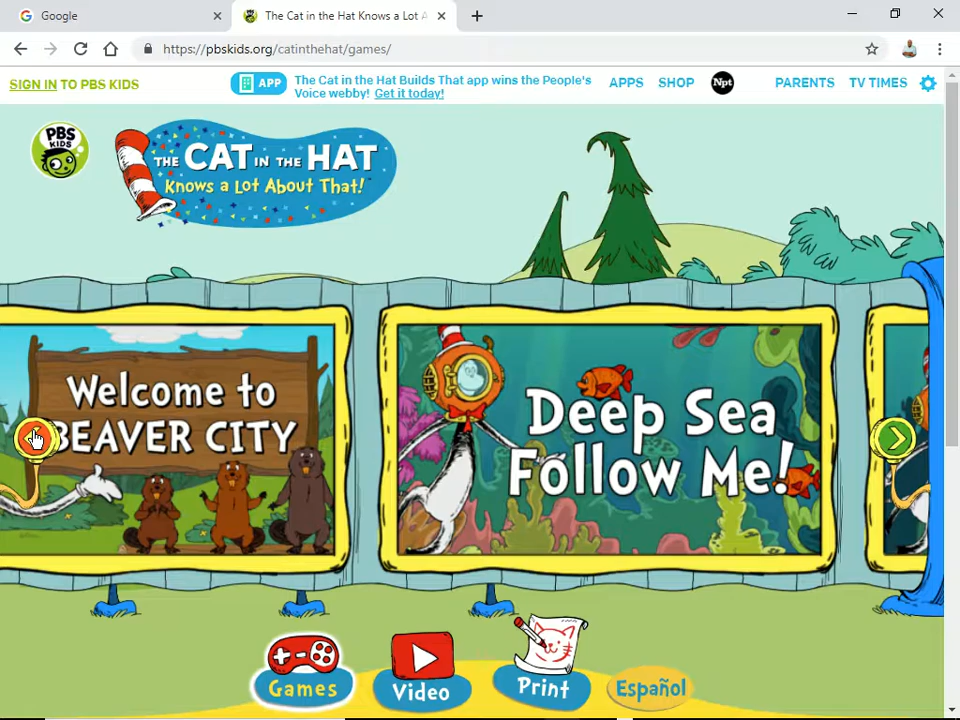 Google
The Cat in the Hat Knows a Lot A
https://pbskids.org/catinthehat/games/
SIGN IN TO PBS KIDS
APP
The Cat in the Hat Builds That app wins the People's
Voice webby! Get it today!
APPS
SHOP
Npt
PARENTS
TV TIMES
PBS
KIDS
THE CAT IN THE HAT
Knows a Lot About That!
Welcome to
BEAVER CITY
Deep Sea
Follow Me!
Games
Video
Print
Español